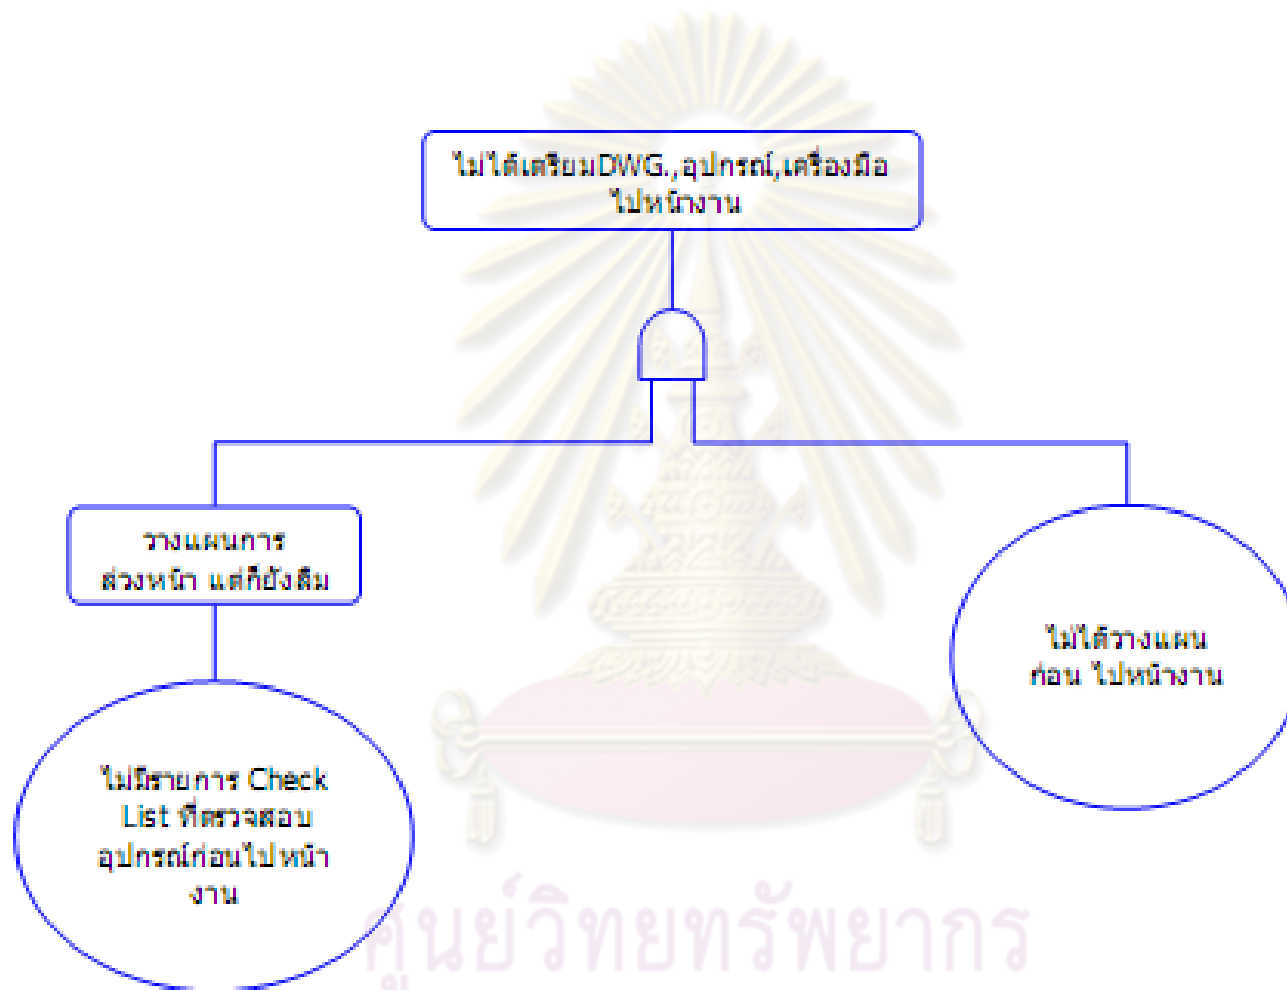 ไม่ได้เตรียมDWG.,อุปกรณ์,เครื่องมือ
ไปหน้างาน
วางแผนการ
ล่วงหน้า แต่ก็ยังลืม
ไม่ได้วางแผน
ก่อน ไปหน้างาน
ไม่มีรายการ Check
List ที่ตรวจสอบ
อุปกรณ์ก่อนไปหน้า
งาน
ศูนย์วิทยทรัพยากร